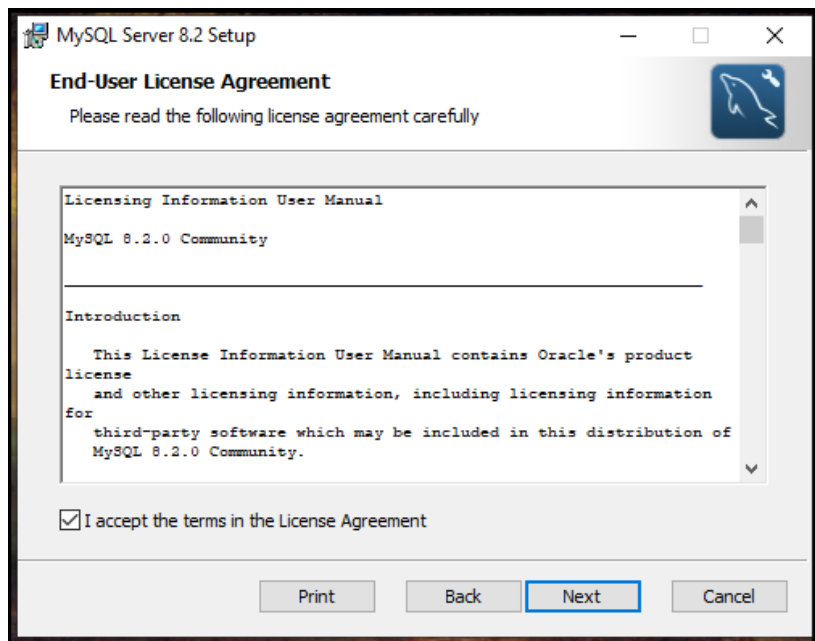 MySQL Server 8.2 Setup
End-User License Agreement
Please read the following license agreement carefully
Licensing Information User Manual
MySQL 8.2.0 Community
Introduction
This License Information User Manual contains Oracle's product
license
and other licensing information, including licensing information
for
third-party software which may be included in this distribution of
MySQL 8.2.0 Community.
I accept the terms in the License Agreement
Print Back Next Cancel